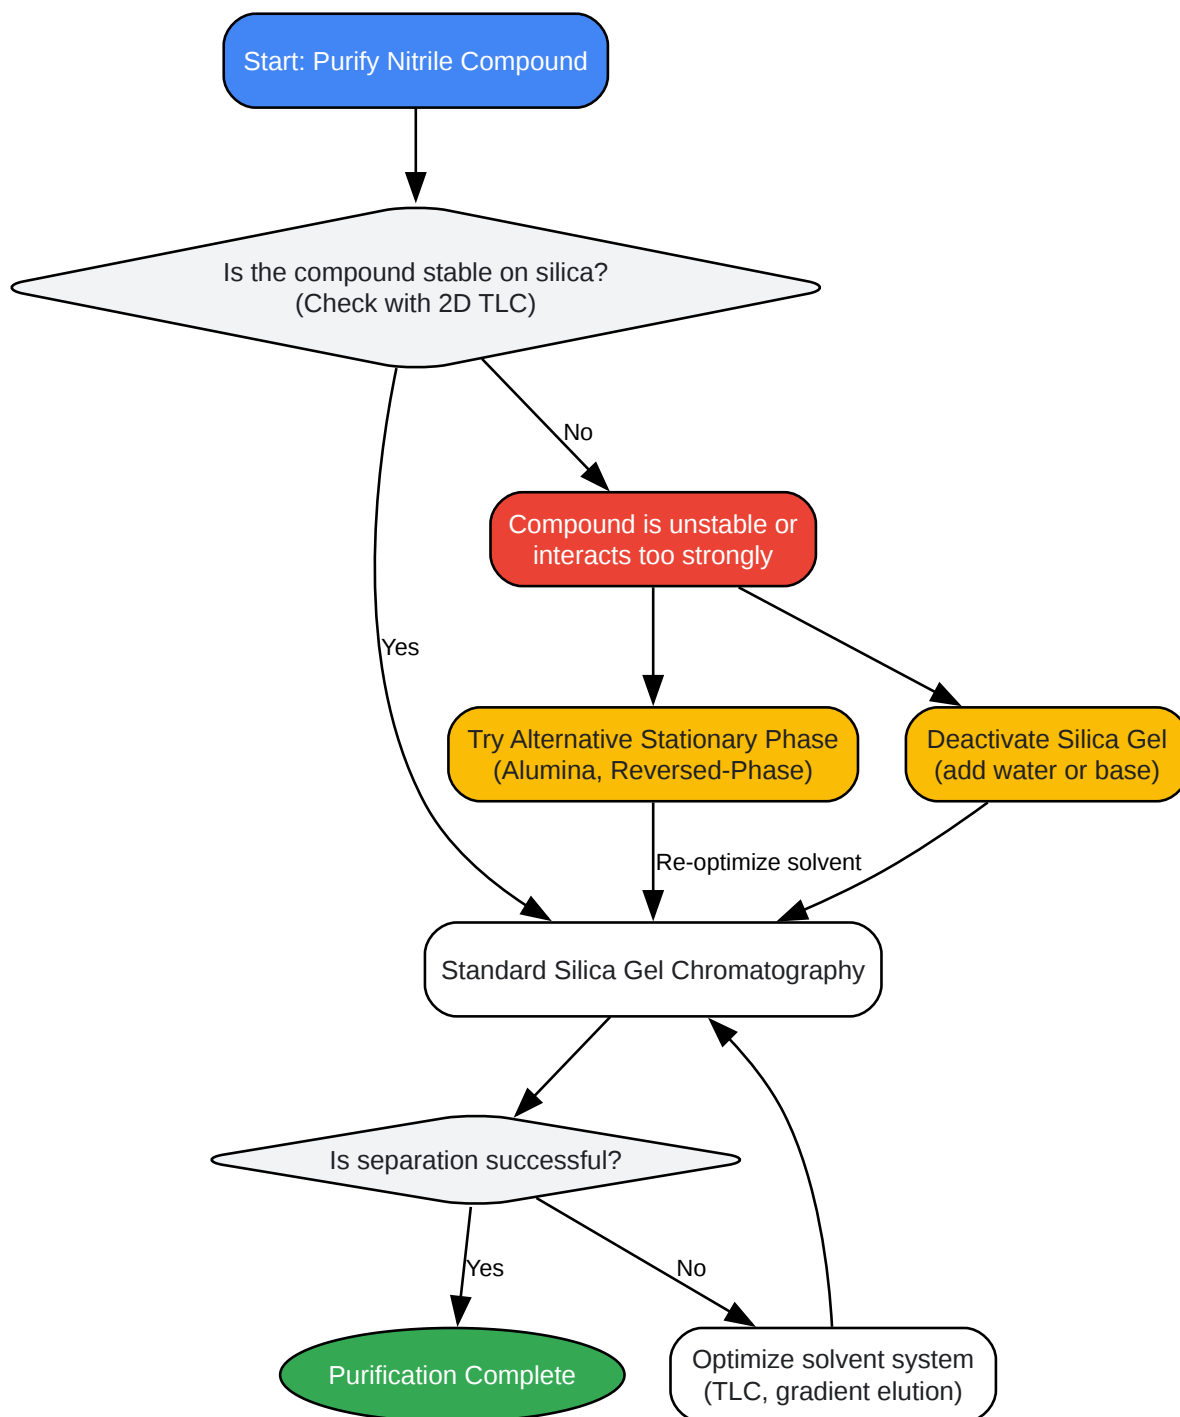 Start: Purify Nitrile Compound
Is the compound stable on silica?
(Check with 2D TLC)
No
Compound is unstable or
interacts too strongly
Yes
Try Alternative Stationary Phase
(Alumina, Reversed-Phase)
Deactivate Silica Gel
(add water or base)
Re-optimize solvent
Standard Silica Gel Chromatography
Is separation successful?
Yes
No
Purification Complete
Optimize solvent system
(TLC, gradient elution)